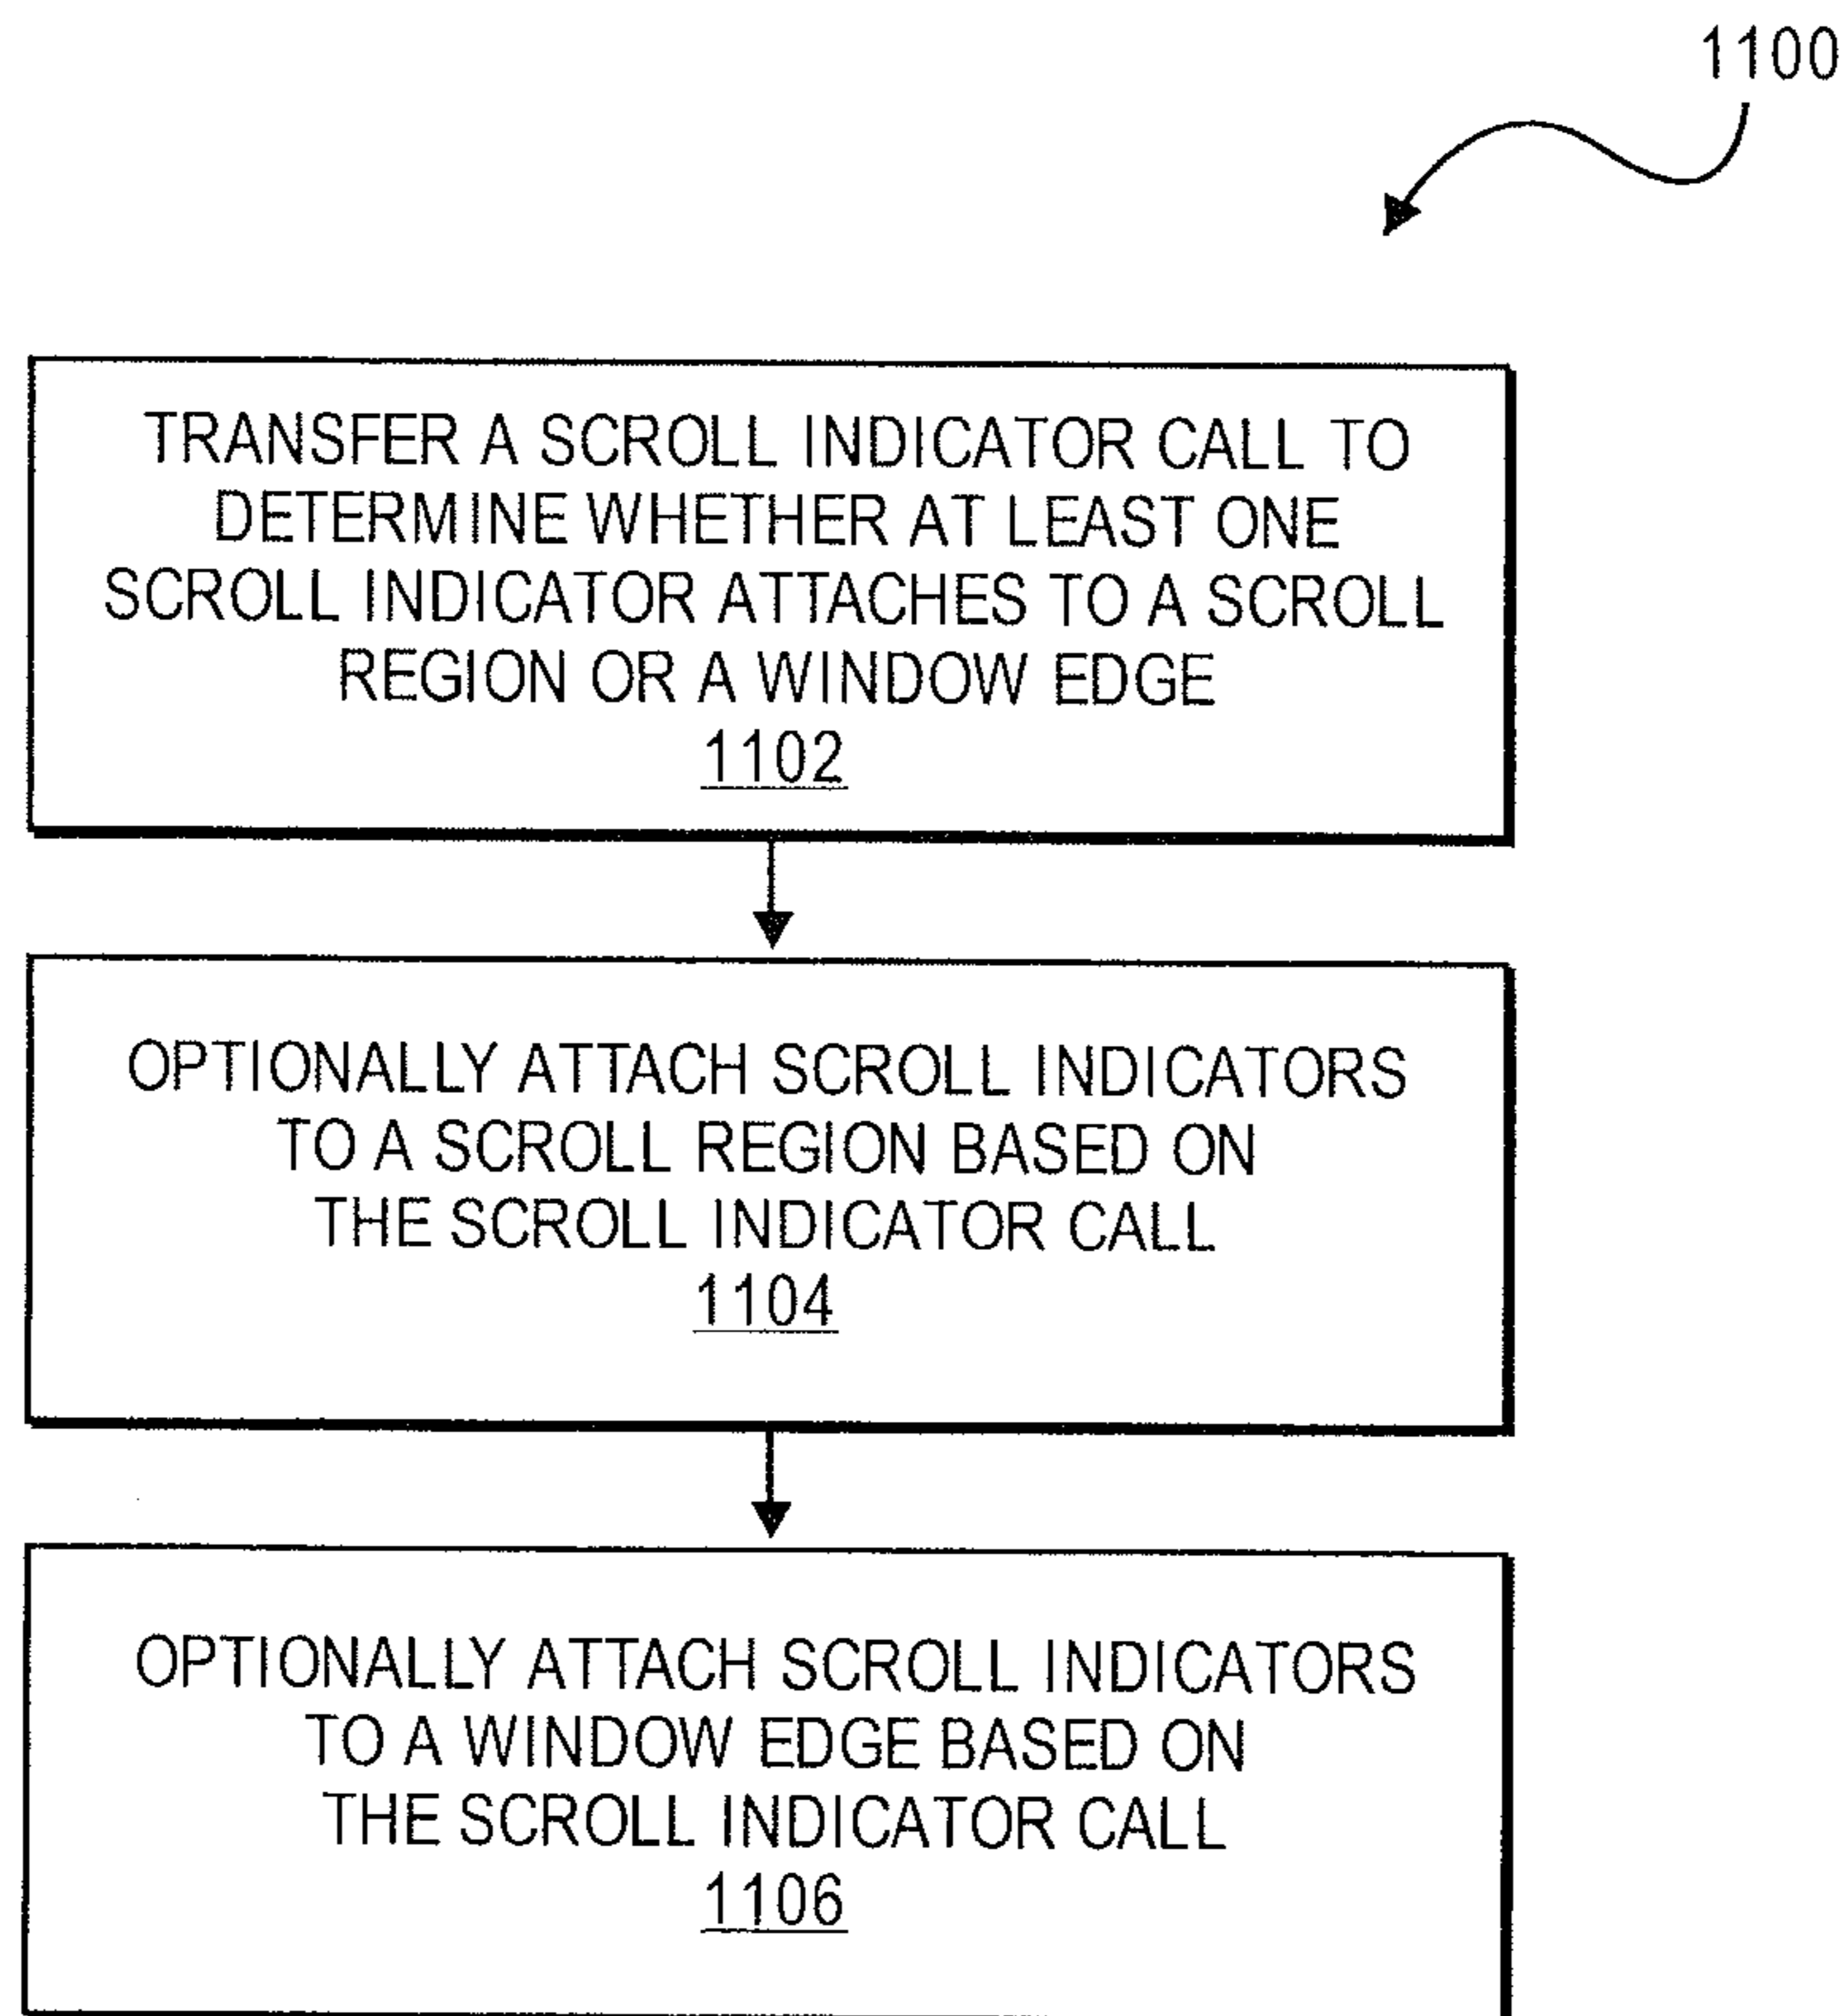 1100
TRANSFER A SCROLL INDICATOR CALL TO
DETERMINE WHETHER AT LEAST ONE
SCROLL INDICATOR ATTACHES TO A SCROLL
REGION OR A WINDOW EDGE
1102
OPTIONALLY ATTACH SCROLL INDICATORS
TO A SCROLL REGION BASED ON
THE SCROLL INDICATOR CALL
1104
OPTIONALLY ATTACH SCROLL INDICATORS
TO A WINDOW EDGE BASED ON
THE SCROLL INDICATOR CALL
1106